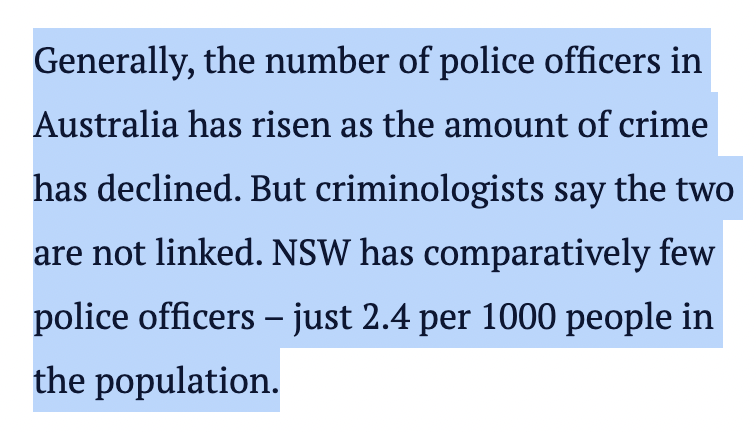 Generally, the number of police officers in
Australia has risen as the amount of crime
has declined. But criminologists say the two
are not linked. NSW has comparatively few
police officers – just 2.4 per 1000 people in
the population.